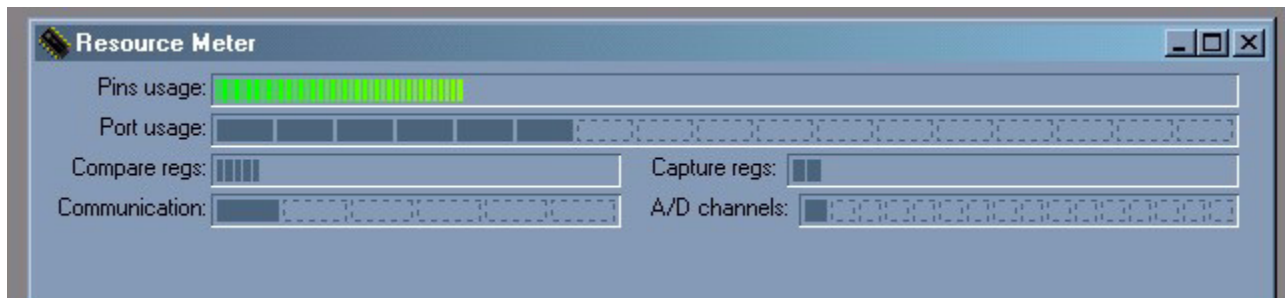 Resource Meter
Pins usage:
Port usage:
Compare regs:
Capture regs:
Communication:
A/D channels: